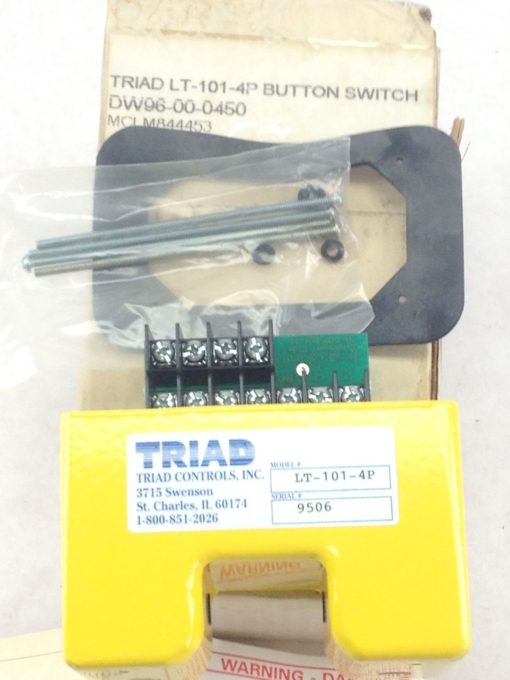 TRIAD LT-101-4P BUTTON SWITCH
DW96-00-0450
MCLM844453
TRIAD
TRIAD CONTROLS, INC.
3715 Swenson
St. Charles, IL 60174
1-800-851-2026
MODEL #
LT-101-4P
SERIAL #
9506
WARNING
WARNING - DA